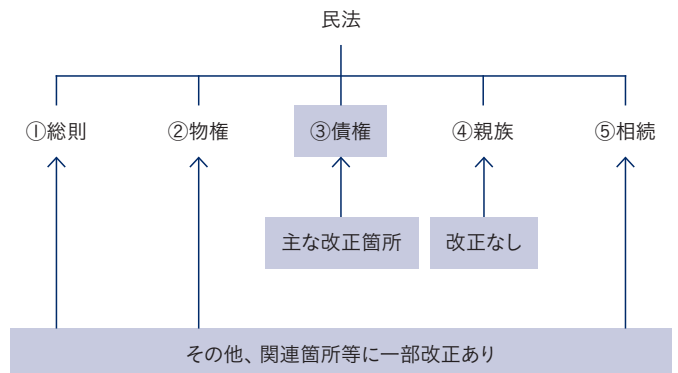 民法
①総則
②物権
③債権
④親族
⑤相続
主な改正箇所
改正なし
その他、関連箇所等に一部改正あり